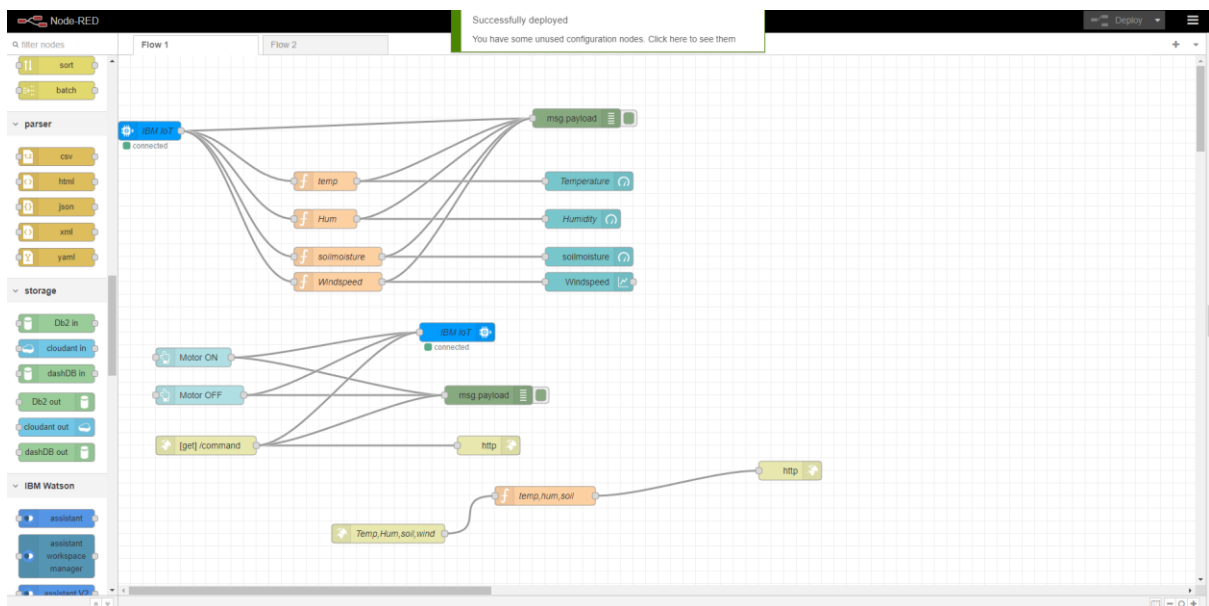 Node-RED
Successfully deployed
You have some unused configuration nodes. Click here to see them
Deploy
filter nodes
Flow 1
Flow 2
sort
batch
parser
csv
html
json
xml
yaml
storage
Db2 in
cloudant in
dashDB in
Db2 out
cloudant out
dashDB out
IBM Watson
assistant
assistant
workspace
manager
assistant V2
IBM IoT
connected
msg.payload
temp
Temperature
Hum
Humidity
soilmoisture
soilmoisture
Windspeed
Windspeed
IBM IoT
connected
Motor ON
Motor OFF
msg.payload
[get] /command
http
http
temp,hum,soil
Temp,Hum,soil,wind